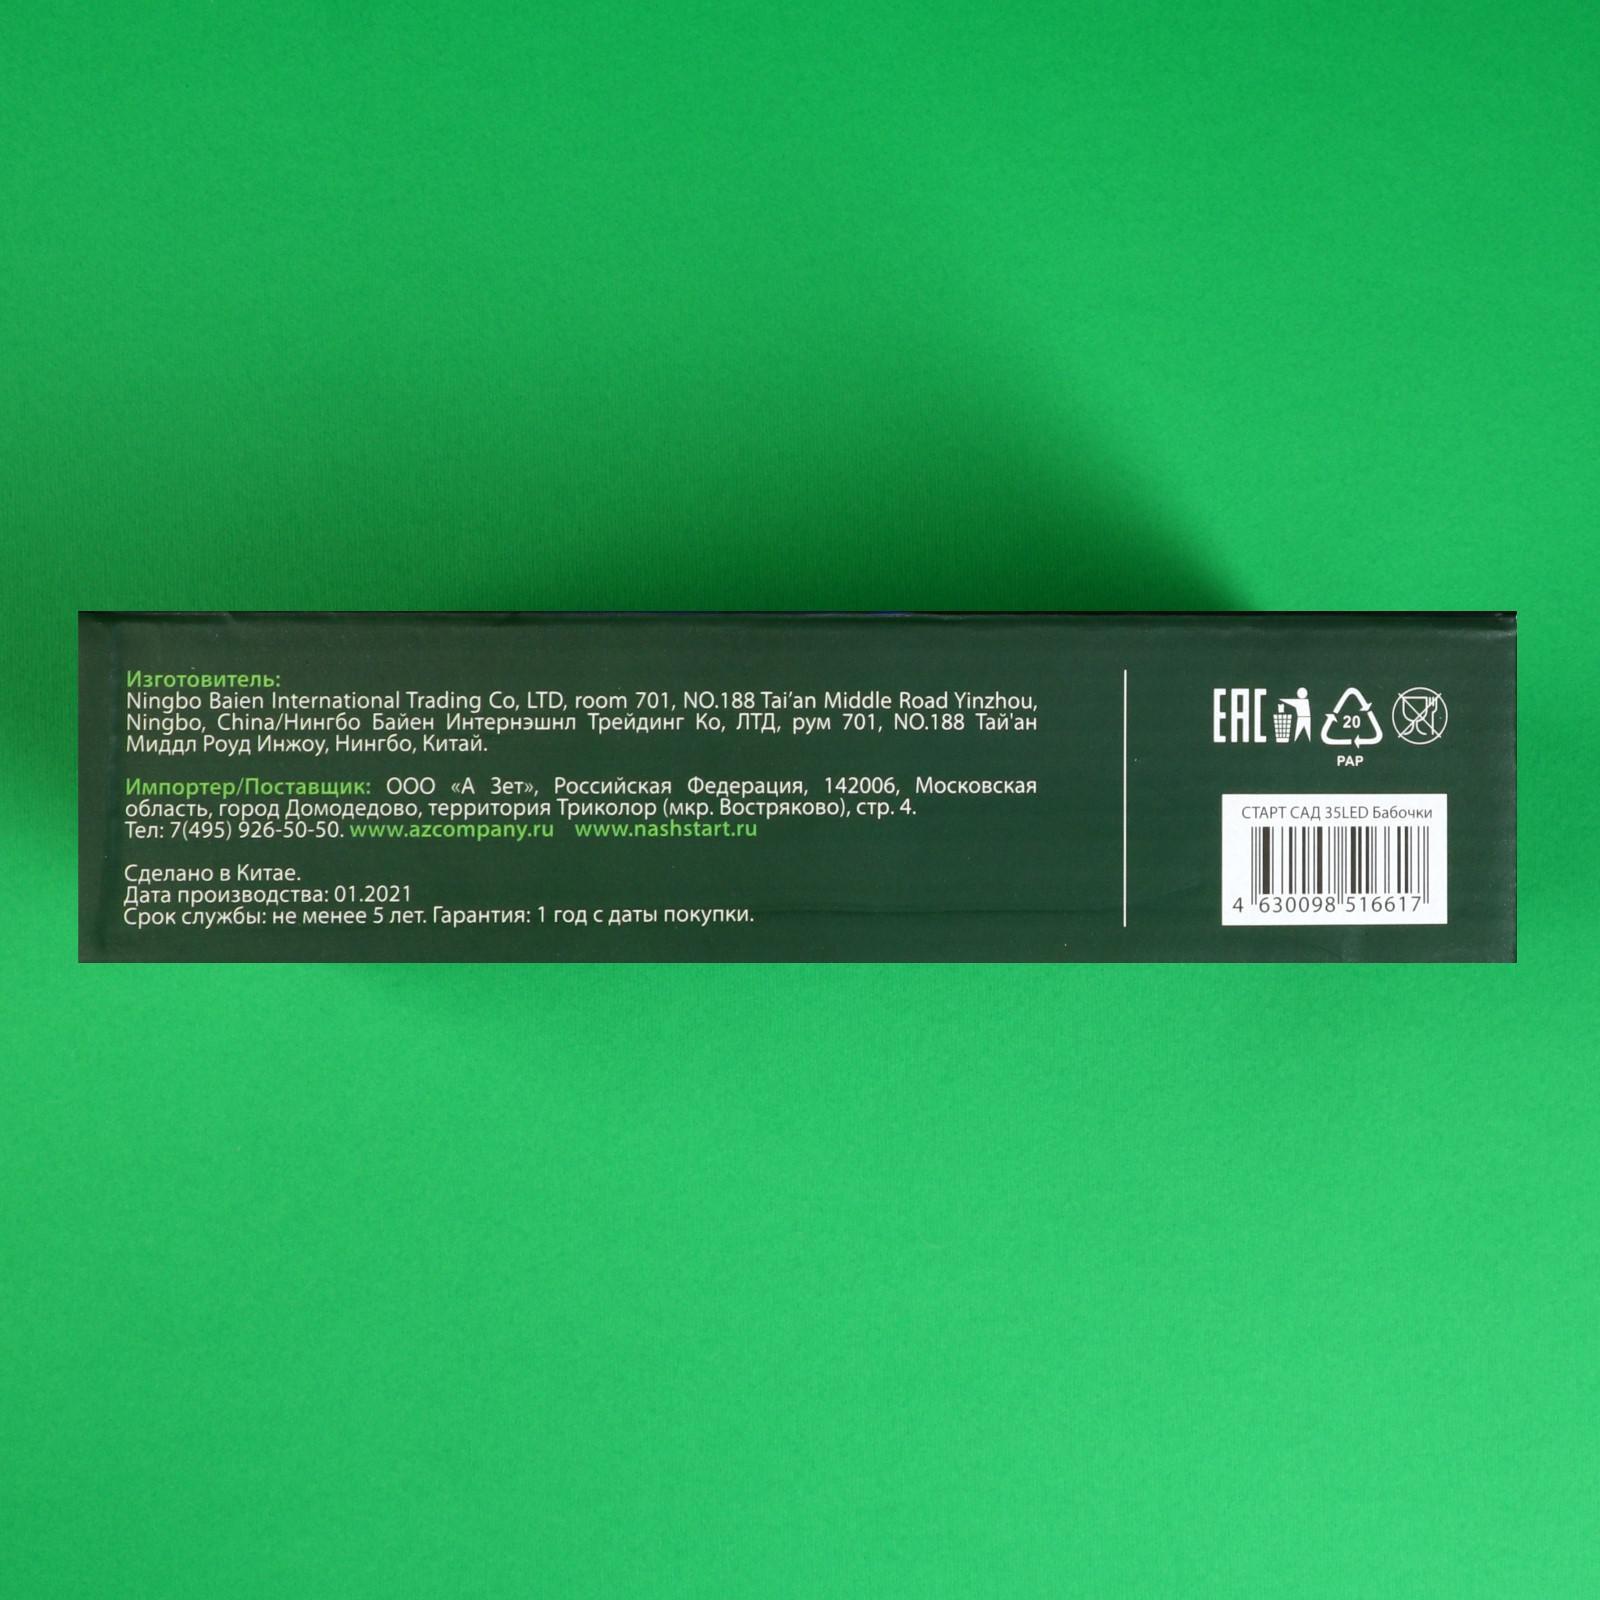 Изготовитель:
Ningbo Baien International Trading Co, LTD, room 701, NO.188 Tai’an Middle Road Yinzhou,
Ningbo, China/Нингбо Байен Интернэшнл Трейдинг Ко, ЛТД, рум 701, NO.188 Тай'ан
Миддл Роуд Инжоу, Нингбо, Китай.
Импортер/Поставщик: ООО «А Зет», Российская Федерация, 142006, Московская
область, город Домодедово, территория Триколор (мкр. Востряково), стр. 4.
Тел: 7(495) 926-50-50. www.azcompany.ru www.nashstart.ru
Сделано в Китае.
Дата производства: 01.2021
Срок службы: не менее 5 лет. Гарантия: 1 год с даты покупки.
EAC
20
PAP
СТАРТ САД 35LED Бабочки
4 630098 516617